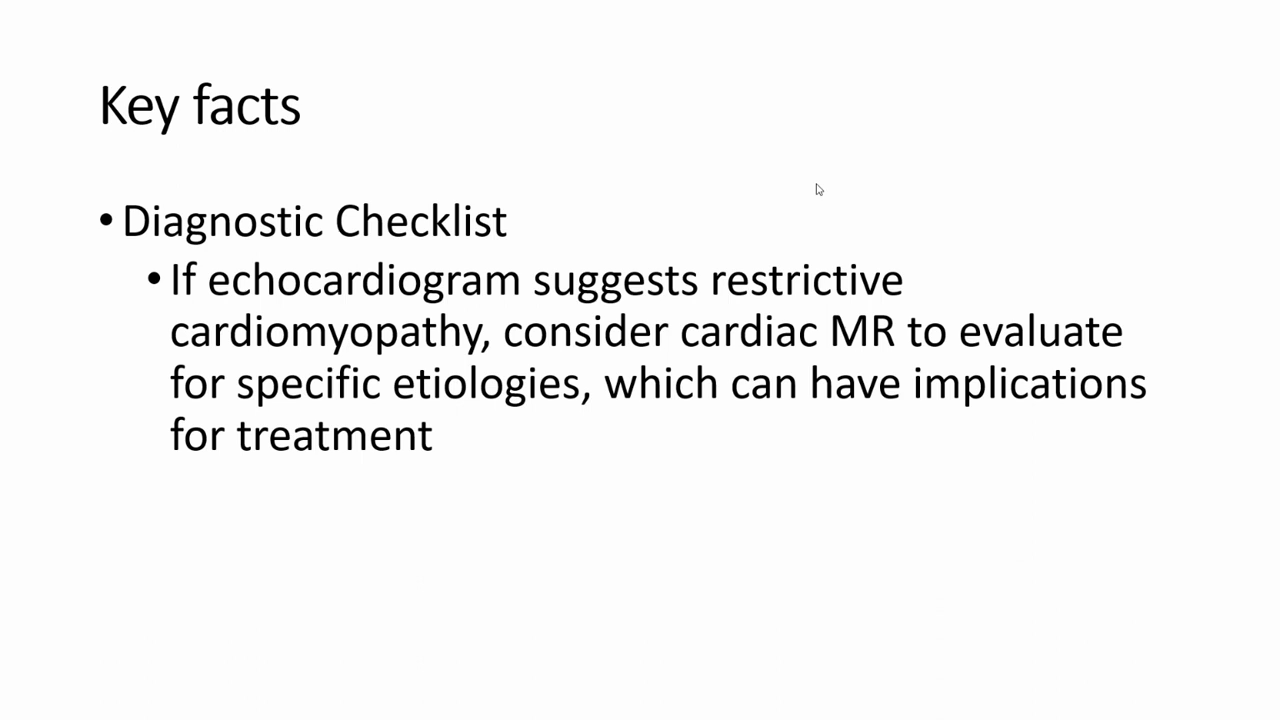 Key facts
• Diagnostic Checklist
• If echocardiogram suggests restrictive
cardiomyopathy, consider cardiac MR to evaluate
for specific etiologies, which can have implications
for treatment